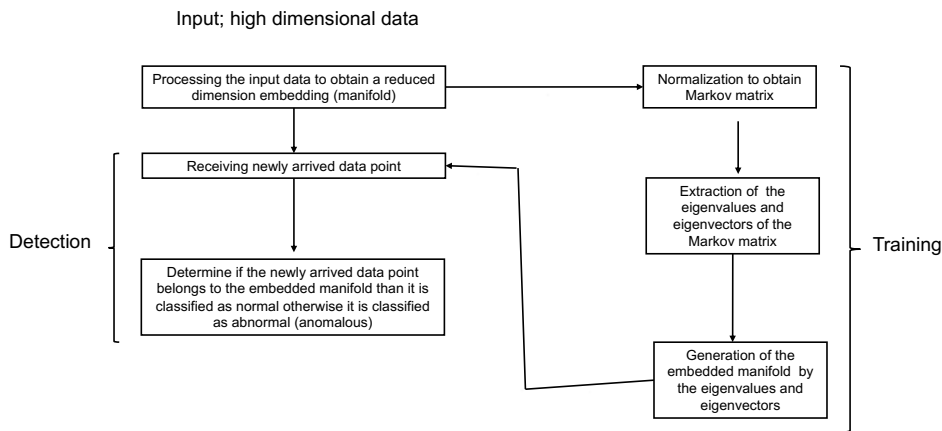 Input; high dimensional data
Processing the input data to obtain a reduced
dimension embedding (manifold)
Normalization to obtain
Markov matrix
Receiving newly arrived data point
Extraction of the
eigenvalues and
eigenvectors of the
Markov matrix
Detection
Training
Determine if the newly arrived data point
belongs to the embedded manifold than it is
classified as normal otherwise it is classified
as abnormal (anomalous)
Generation of the
embedded manifold by
the eigenvalues and
eigenvectors